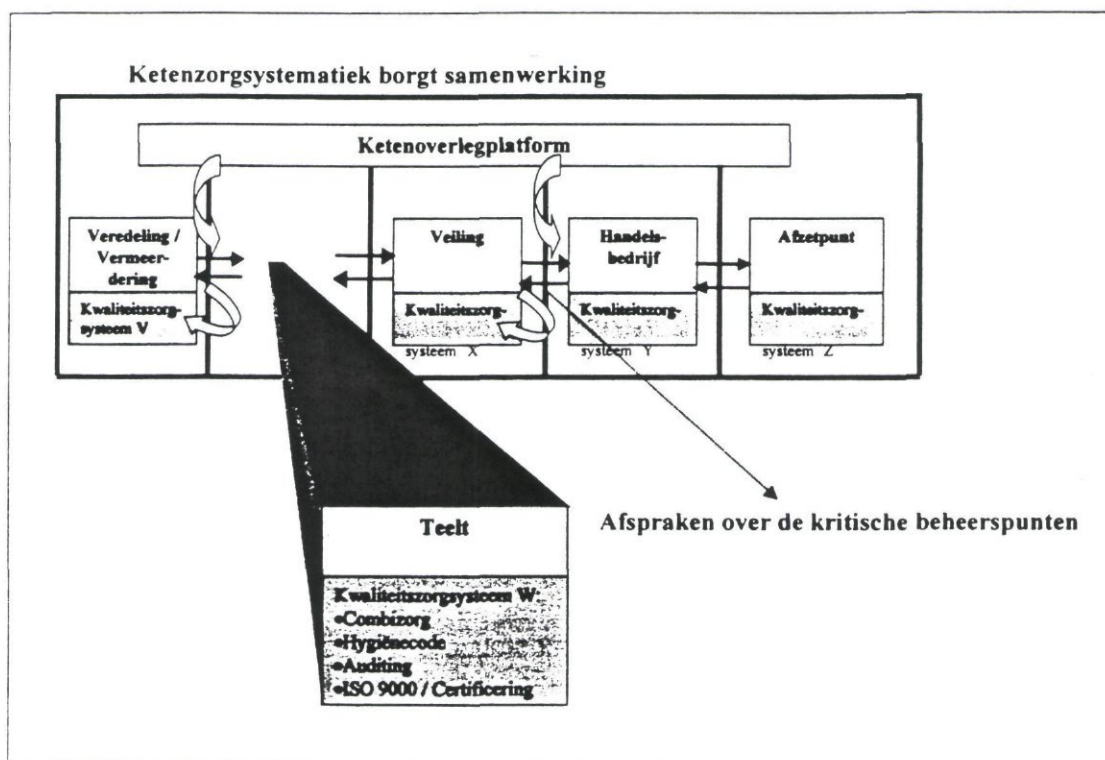 Ketenzorgsystematiek borgt samenwerking
Ketenoverlegplatform
Veredeling /
Vermeer-
dering
Kwaliteitszorg-
systeem V
Veiling
Kwaliteitszorg-
systeem X
Handels-
bedrijf
Kwaliteitszorg-
systeem Y
Afzetpunt
Kwaliteitszorg-
systeem Z
Afspraken over de kritische beheerspunten
Teelt
Kwaliteitszorgsysteem W:
•Combizorg
•Hygiënecode
•Auditing
•ISO 9000 / Certificering